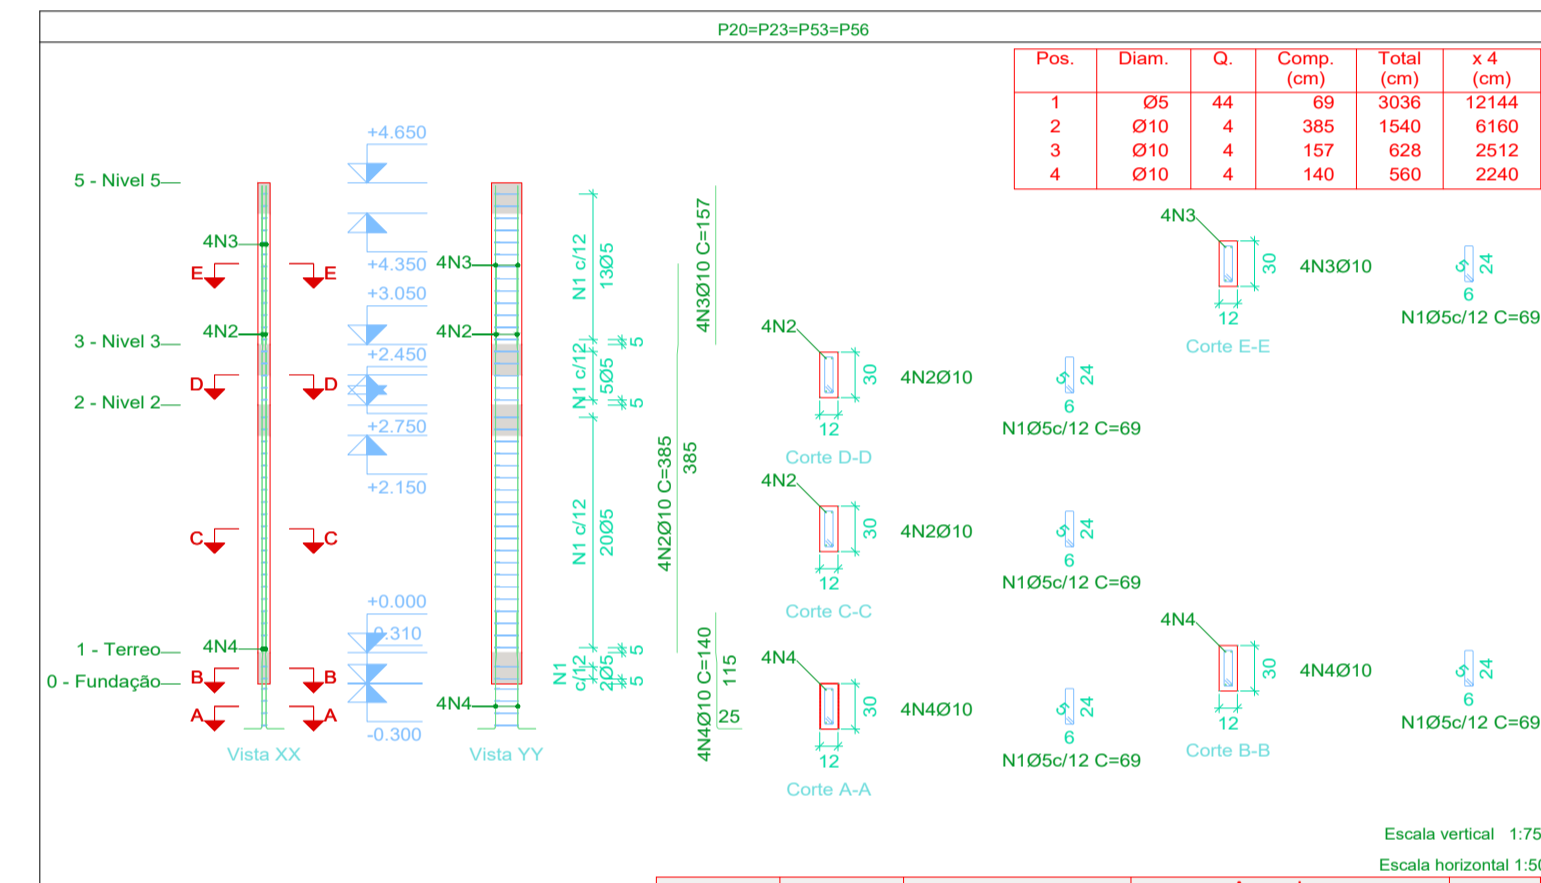 P20=P23=P53=P56
Pos. Diam. Q. Comp. (cm) Total (cm) x 4 (cm)
1 Ø5 44 69 3036 12144
2 Ø10 4 385 1540 6160
3 Ø10 4 157 628 2512
4 Ø10 4 140 560 2240
5 - Nivel 5
3 - Nivel 3
2 - Nivel 2
1 - Terreo
0 - Fundação
4N3
E E
4N2
D D
C C
4N4
B B
A A
Vista XX
+4.650
+4.350
+3.050
+2.450
+2.750
+2.150
+0.000
0.310
-0.300
4N3
4N2
4N4
Vista YY
N1 c/12
13Ø5
5
N1 c/12
5Ø5
5
N1 c/12
20Ø5
5
N1
c/12
2Ø5
5
4N3Ø10 C=157
4N2Ø10 C=385
385
4N4Ø10 C=140
115
25
4N3
30
12
4N3Ø10
5
24
6
N1Ø5c/12 C=69
Corte E-E
4N2
30
12
4N2Ø10
5
24
6
N1Ø5c/12 C=69
Corte D-D
4N2
30
12
4N2Ø10
5
24
6
N1Ø5c/12 C=69
Corte C-C
4N4
30
12
4N4Ø10
5
24
6
N1Ø5c/12 C=69
Corte B-B
4N4
30
12
4N4Ø10
5
24
6
N1Ø5c/12 C=69
Corte A-A
Escala vertical 1:75
Escala horizontal 1:50